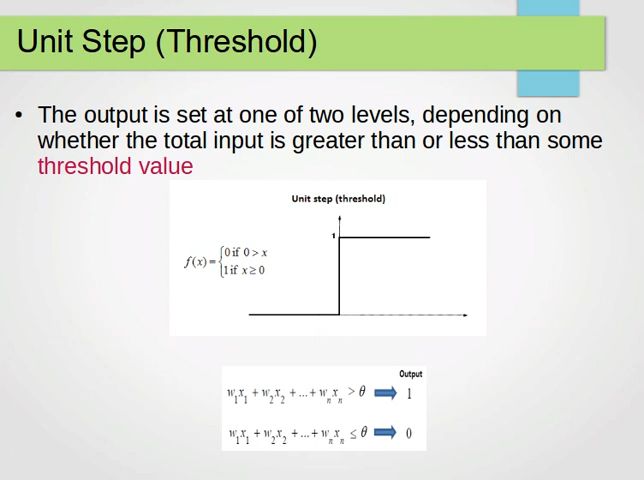 Unit Step (Threshold)
• The output is set at one of two levels, depending on
whether the total input is greater than or less than some
threshold value
Unit step (threshold)
1
f(x) = {0 if 0 > x
1 if x ≥ 0
Output
w₁x₁ + w₂x₂ + ... + wₙxₙ > θ 1
w₁x₁ + w₂x₂ + ... + wₙxₙ ≤ θ 0